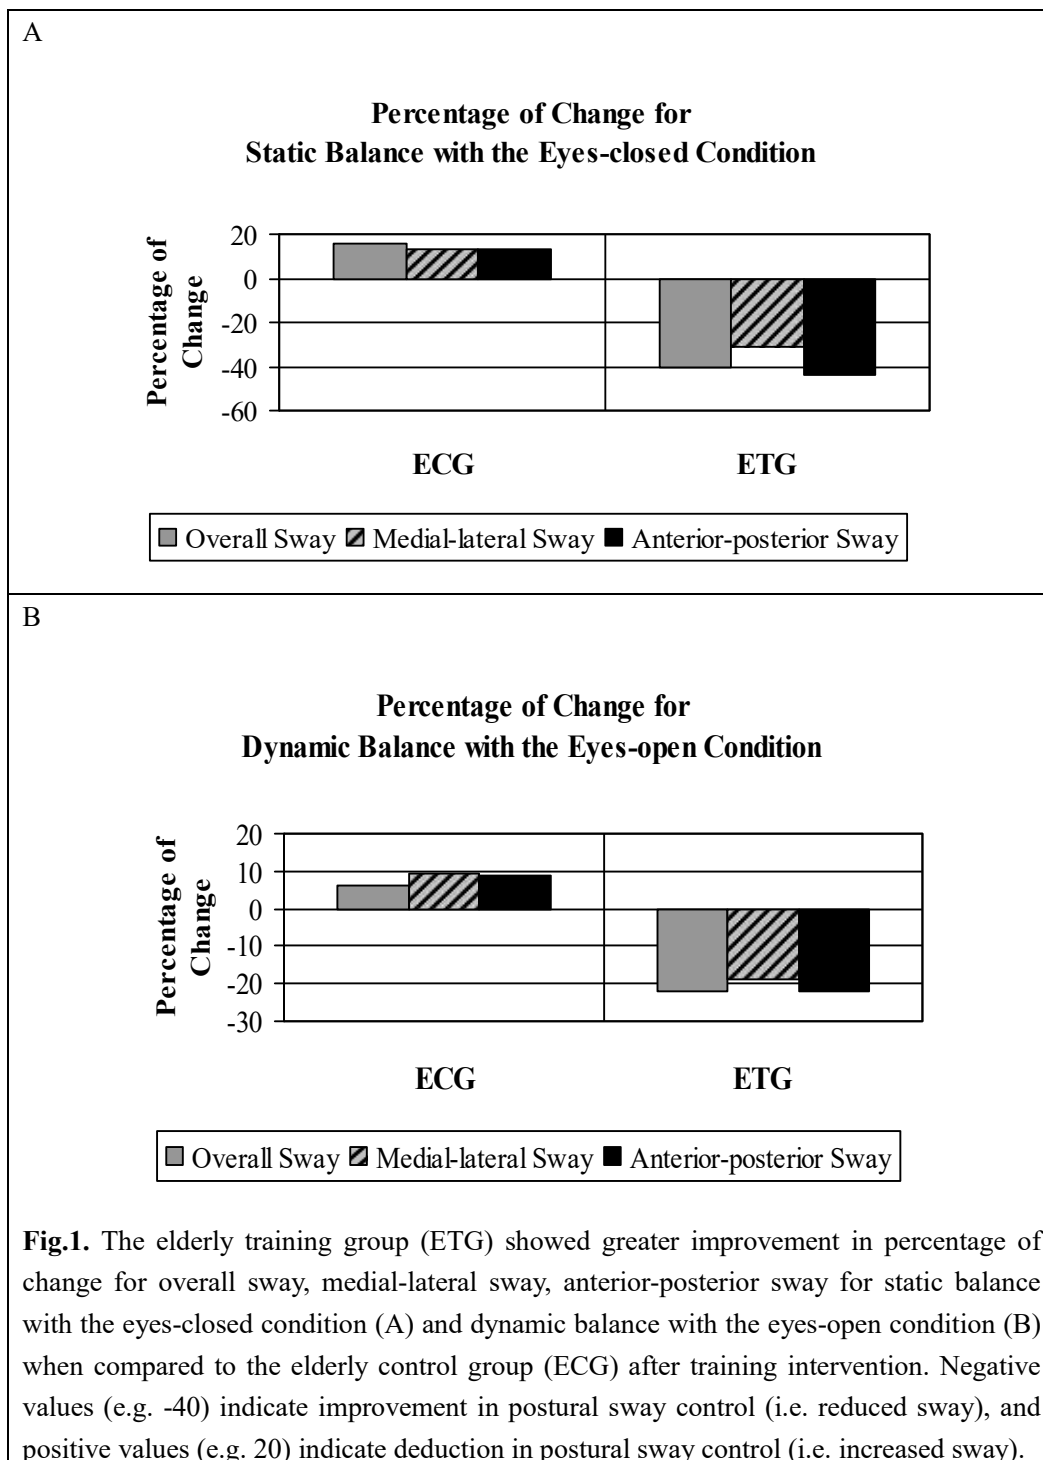 A
Percentage of Change for
Static Balance with the Eyes-closed Condition
Percentage of
Change
20
0
-20
-40
-60
ECG
ETG
Overall Sway Medial-lateral Sway Anterior-posterior Sway
B
Percentage of Change for
Dynamic Balance with the Eyes-open Condition
Percentage of
Change
20
10
0
-10
-20
-30
ECG
ETG
Overall Sway Medial-lateral Sway Anterior-posterior Sway
Fig.1. The elderly training group (ETG) showed greater improvement in percentage of
change for overall sway, medial-lateral sway, anterior-posterior sway for static balance
with the eyes-closed condition (A) and dynamic balance with the eyes-open condition (B)
when compared to the elderly control group (ECG) after training intervention. Negative
values (e.g. -40) indicate improvement in postural sway control (i.e. reduced sway), and
positive values (e.g. 20) indicate deduction in postural sway control (i.e. increased sway).